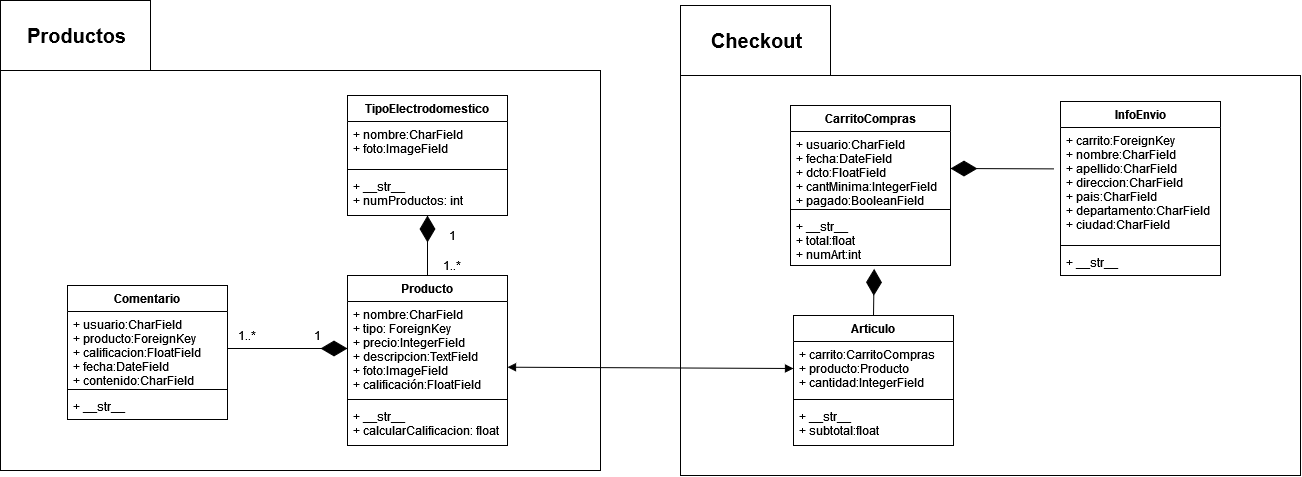 Productos
TipoElectrodomestico
+ nombre:CharField
+ foto:ImageField
+ __str__
+ numProductos: int
1
1..*
Comentario
+ usuario:CharField
+ producto:ForeignKey
+ calificacion:FloatField
+ fecha:DateField
+ contenido:CharField
+ __str__
1..*
1
Producto
+ nombre:CharField
+ tipo: ForeignKey
+ precio:IntegerField
+ descripcion:TextField
+ foto:ImageField
+ calificación:FloatField
+ __str__
+ calcularCalificacion: float
Checkout
CarritoCompras
+ usuario:CharField
+ fecha:DateField
+ dcto:FloatField
+ cantMinima:IntegerField
+ pagado:BooleanField
+ __str__
+ total:float
+ numArt:int
InfoEnvio
+ carrito:ForeignKey
+ nombre:CharField
+ apellido:CharField
+ direccion:CharField
+ pais:CharField
+ departamento:CharField
+ ciudad:CharField
+ __str__
Articulo
+ carrito:CarritoCompras
+ producto:Producto
+ cantidad:IntegerField
+ __str__
+ subtotal:float